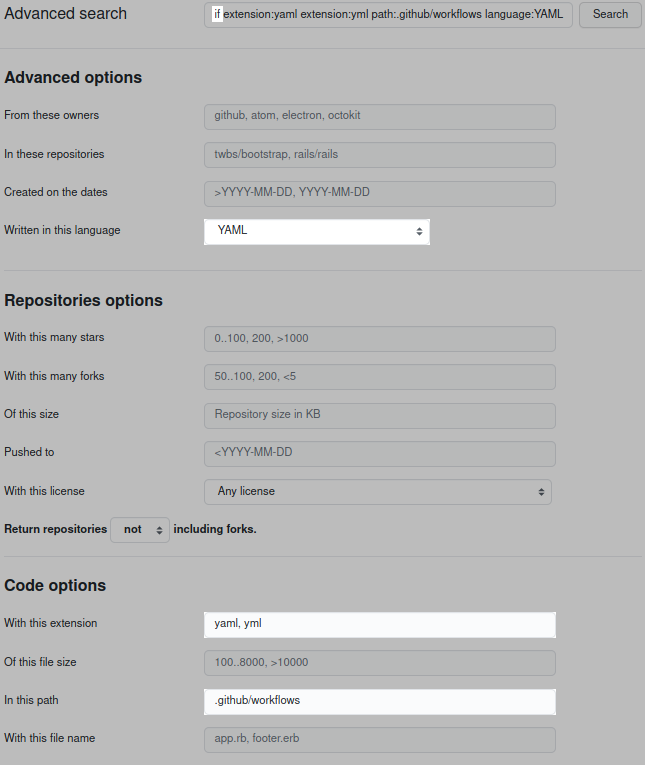 Advanced search if extension:yaml extension:yml path:.github/workflows language:YAML Search
Advanced options
From these owners github, atom, electron, octokit
In these repositories twbs/bootstrap, rails/rails
Created on the dates >YYYY-MM-DD, YYYY-MM-DD
Written in this language YAML
Repositories options
With this many stars 0..100, 200, >1000
With this many forks 50..100, 200, <5
Of this size Repository size in KB
Pushed to <YYYY-MM-DD
With this license Any license
Return repositories not including forks.
Code options
With this extension yaml, yml
Of this file size 100..8000, >10000
In this path .github/workflows
With this file name app.rb, footer.erb